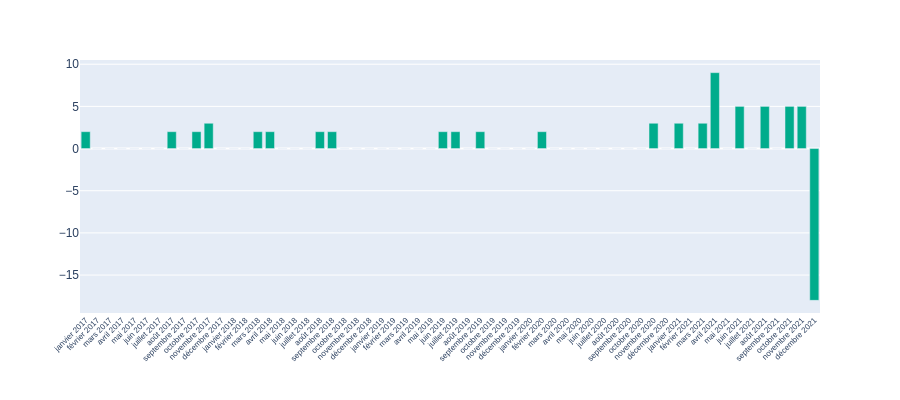 10
5
0
−5
−10
−15
janvier 2017
février 2017
mars 2017
avril 2017
mai 2017
juin 2017
juillet 2017
août 2017
septembre 2017
octobre 2017
novembre 2017
décembre 2017
janvier 2018
février 2018
mars 2018
avril 2018
mai 2018
juin 2018
juillet 2018
août 2018
septembre 2018
octobre 2018
novembre 2018
décembre 2018
janvier 2019
février 2019
mars 2019
avril 2019
mai 2019
juin 2019
juillet 2019
août 2019
septembre 2019
octobre 2019
novembre 2019
décembre 2019
janvier 2020
février 2020
mars 2020
avril 2020
mai 2020
juin 2020
juillet 2020
août 2020
septembre 2020
octobre 2020
novembre 2020
décembre 2020
janvier 2021
février 2021
mars 2021
avril 2021
mai 2021
juin 2021
juillet 2021
août 2021
septembre 2021
octobre 2021
novembre 2021
décembre 2021